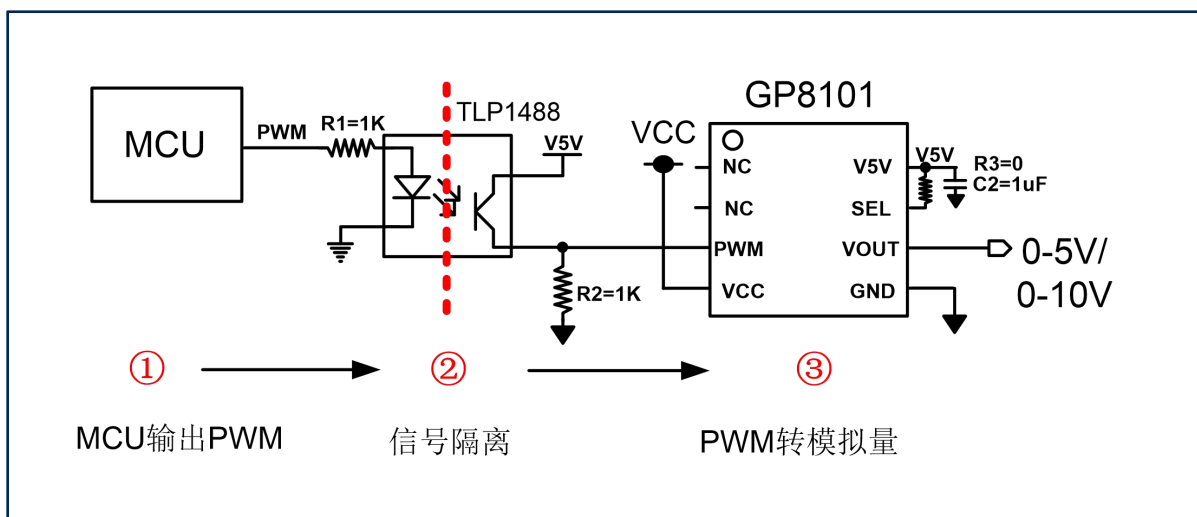 MCU
PWM
R1=1K
TLP1488
V5V
R2=1K
VCC
GP8101
NC
NC
PWM
VCC
V5V
SEL
VOUT
GND
V5V
R3=0
C2=1uF
0-5V/
0-10V
①
②
③
MCU输出PWM
信号隔离
PWM转模拟量